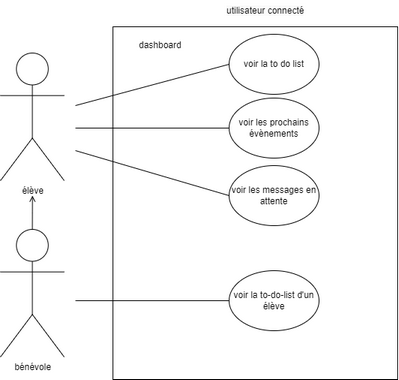 utilisateur connecté
dashboard
voir la to do list
voir les prochains
évènements
voir les messages en
attente
élève
voir la to-do-list d'un
élève
bénévole